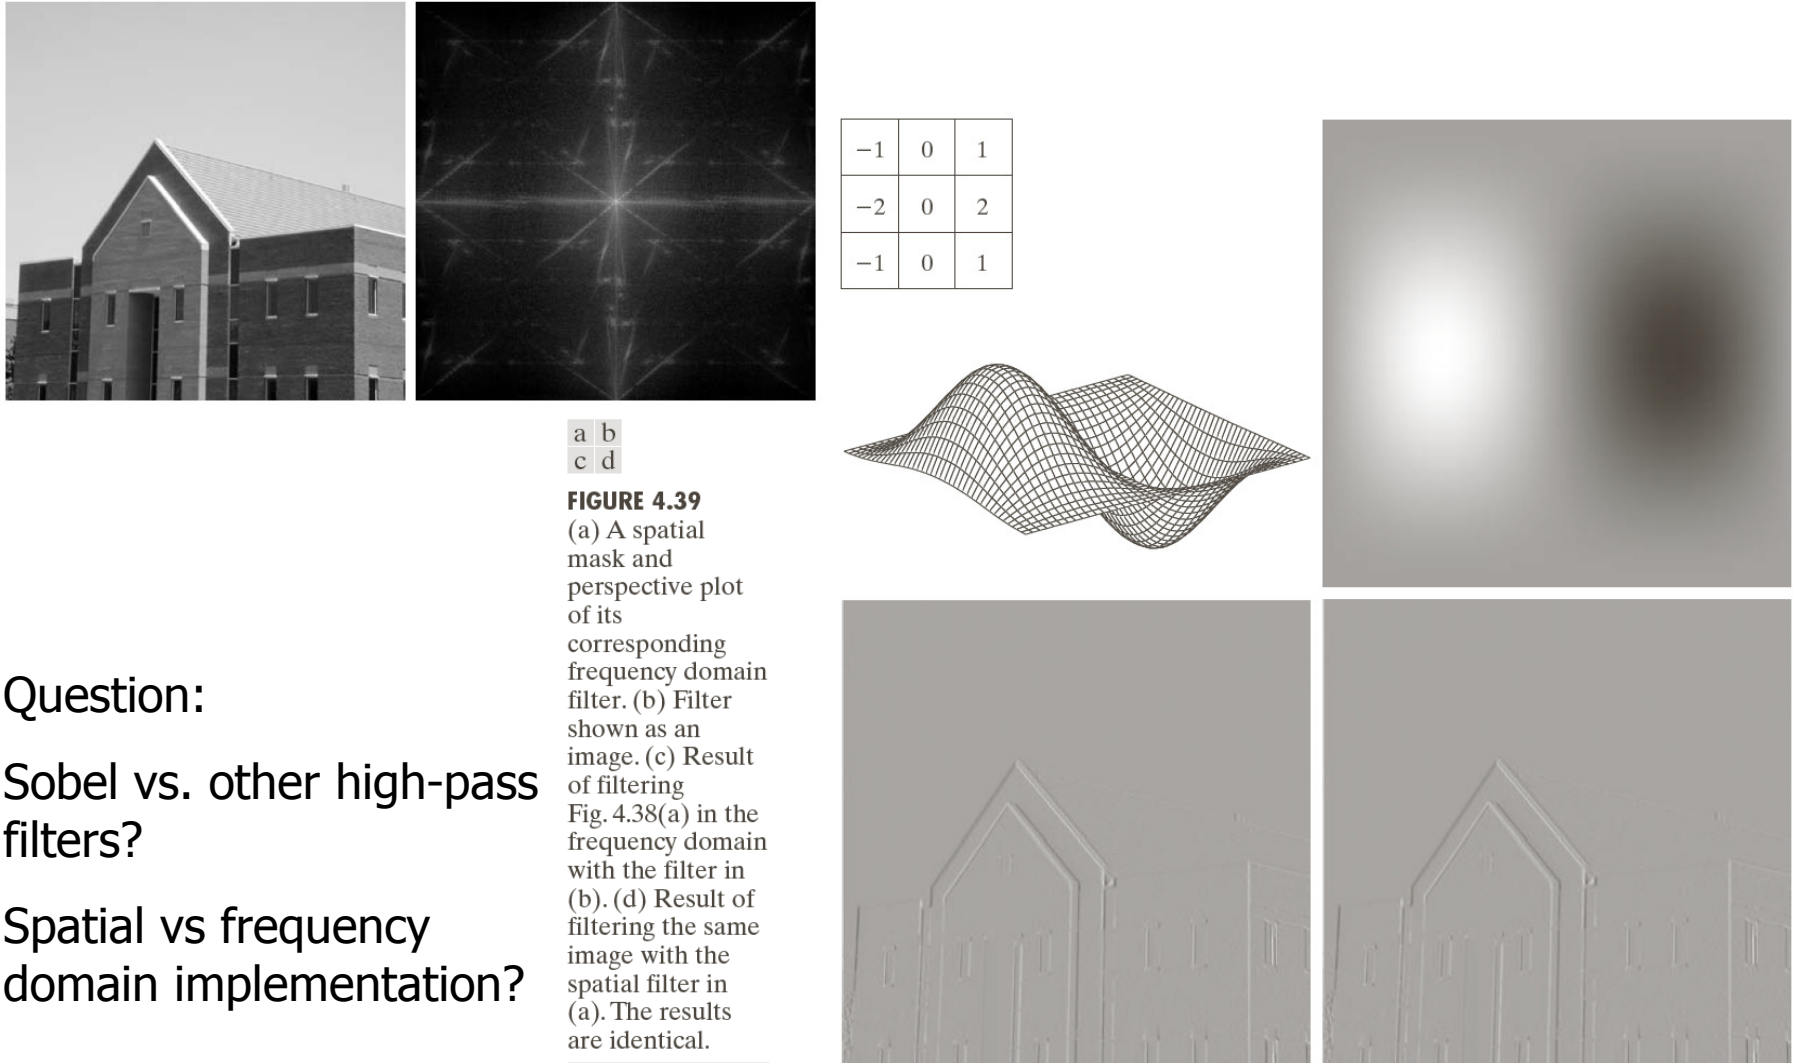 −1 0 1
−2 0 2
−1 0 1
a b
c d
FIGURE 4.39
(a) A spatial
mask and
perspective plot
of its
corresponding
frequency domain
filter. (b) Filter
shown as an
image. (c) Result
of filtering
Fig. 4.38(a) in the
frequency domain
with the filter in
(b). (d) Result of
filtering the same
image with the
spatial filter in
(a). The results
are identical.
Question:
Sobel vs. other high-pass
filters?
Spatial vs frequency
domain implementation?